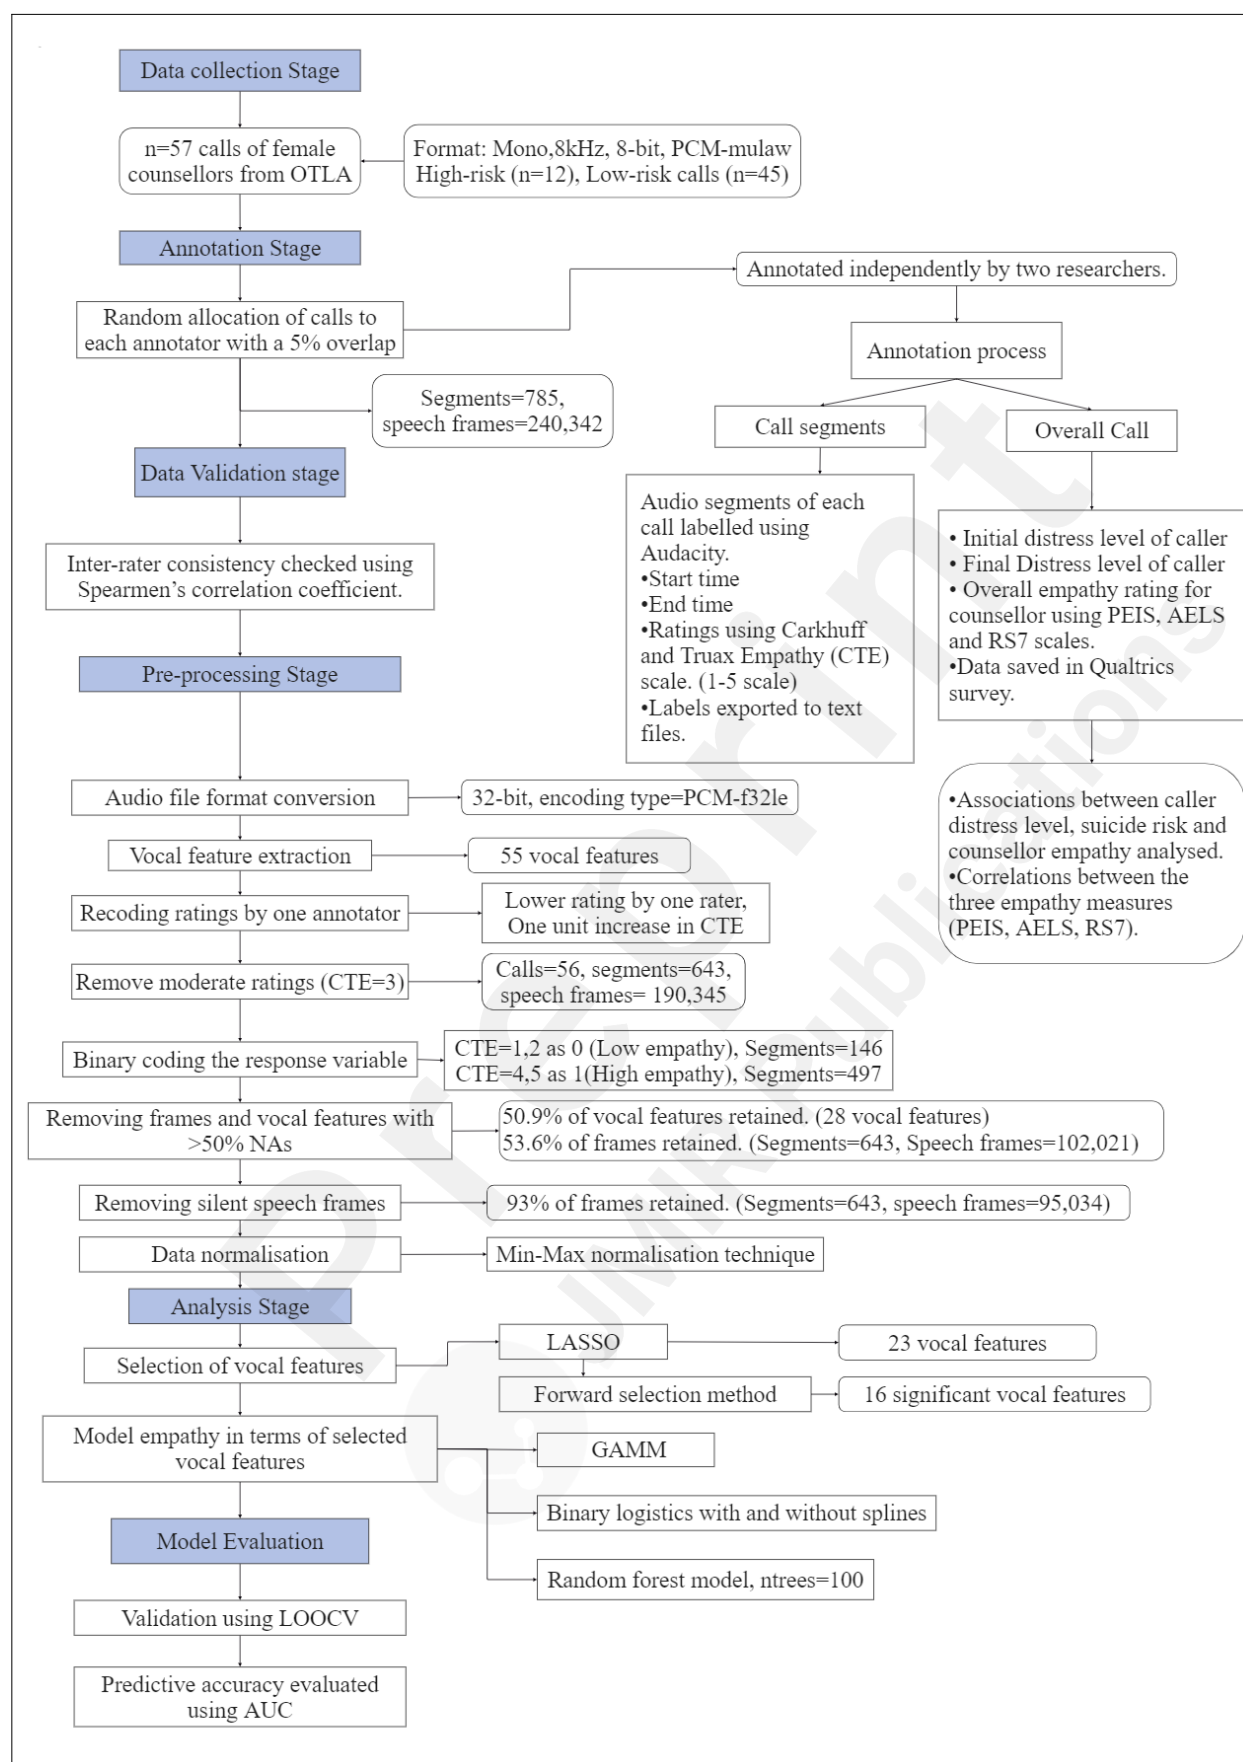 Data collection Stage
n=57 calls of female
counsellors from OTLA
Format: Mono,8kHz, 8-bit, PCM-mulaw
High-risk (n=12), Low-risk calls (n=45)
Annotation Stage
Annotated independently by two researchers.
Random allocation of calls to
each annotator with a 5% overlap
Annotation process
Segments=785,
speech frames=240,342
Call segments
Overall Call
Data Validation stage
Audio segments of each
call labelled using
Audacity.
•Start time
•End time
•Ratings using Carkhuff
and Truax Empathy (CTE)
scale. (1-5 scale)
•Labels exported to text
files.
• Initial distress level of caller
• Final Distress level of caller
• Overall empathy rating for
counsellor using PEIS, AELS
and RS7 scales.
• Data saved in Qualtrics
survey.
Inter-rater consistency checked using
Spearmen’s correlation coefficient.
Pre-processing Stage
•Associations between caller
distress level, suicide risk and
counsellor empathy analysed.
•Correlations between the
three empathy measures
(PEIS, AELS, RS7).
Audio file format conversion
32-bit, encoding type=PCM-f32le
Vocal feature extraction
55 vocal features
Recoding ratings by one annotator
Lower rating by one rater,
One unit increase in CTE
Remove moderate ratings (CTE=3)
Calls=56, segments=643,
speech frames= 190,345
Binary coding the response variable
CTE=1,2 as 0 (Low empathy), Segments=146
CTE=4,5 as 1(High empathy), Segments=497
Removing frames and vocal features with
>50% NAs
50.9% of vocal features retained. (28 vocal features)
53.6% of frames retained. (Segments=643, Speech frames=102,021)
Removing silent speech frames
93% of frames retained. (Segments=643, speech frames=95,034)
Data normalisation
Min-Max normalisation technique
Analysis Stage
Selection of vocal features
LASSO
23 vocal features
Forward selection method
16 significant vocal features
Model empathy in terms of selected
vocal features
GAMM
Binary logistics with and without splines
Random forest model, ntrees=100
Model Evaluation
Validation using LOOCV
Predictive accuracy evaluated
using AUC
Preprint
JMIR Publications